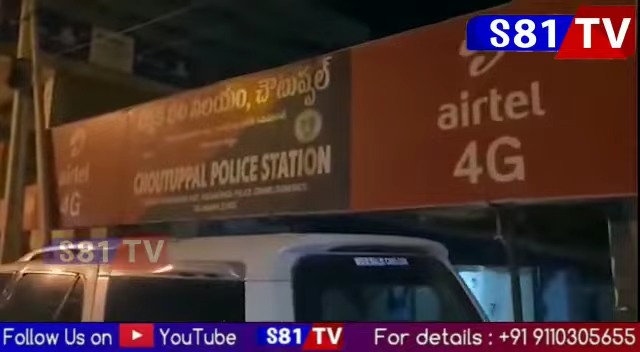 S81 TV
రక్షక భట నిలయం, చౌటుప్పల్
airtel
4G
CHOUTUPPAL POLICE STATION
airtel
4G
S81 TV
Follow Us on YouTube S81 TV For details : +91 9110305655